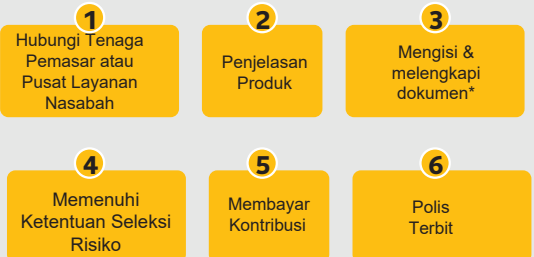 1
Hubungi Tenaga
Pemasar atau
Pusat Layanan
Nasabah
2
Penjelasan
Produk
3
Mengisi &
melengkapi
dokumen*
4
Memenuhi
Ketentuan Seleksi
Risiko
5
Membayar
Kontribusi
6
Polis
Terbit